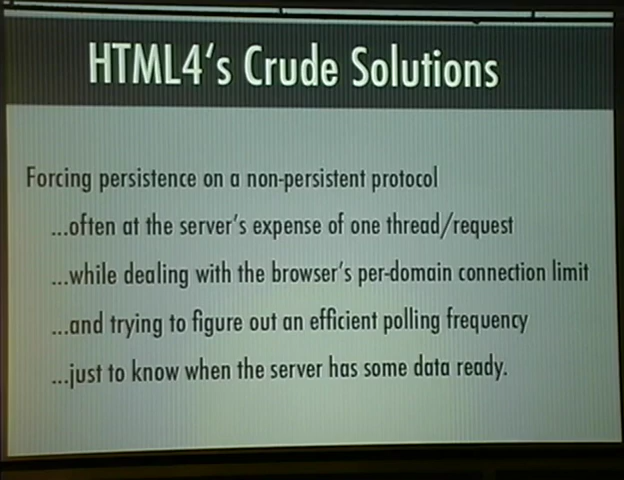 HTML4‘s Crude Solutions
Forcing persistence on a non-persistent protocol
...often at the server’s expense of one thread/request
...while dealing with the browser’s per-domain connection limit
...and trying to figure out an efficient polling frequency
...just to know when the server has some data ready.